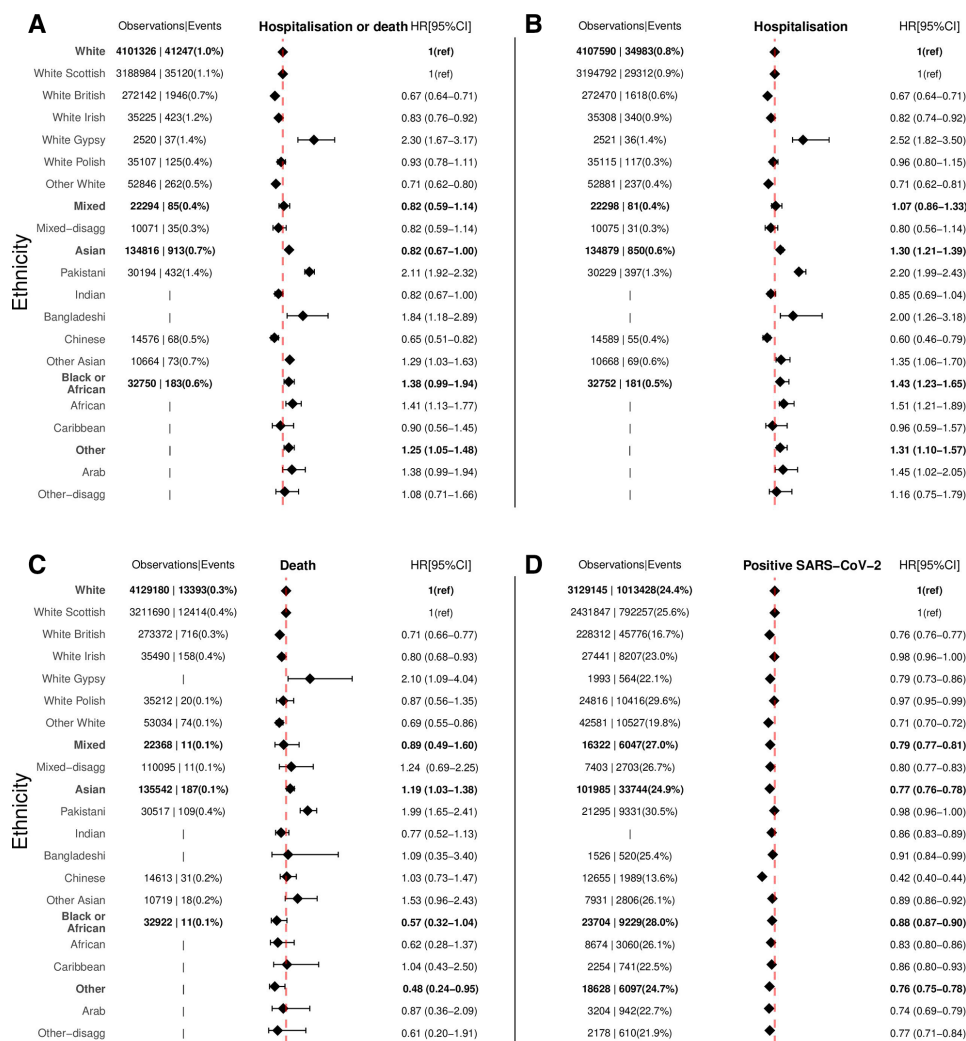 A Observations|Events Hospitalisation or death HR[95%CI]
White 4101326 | 41247(1.0%) 1(ref)
White Scottish 3188984 | 35120(1.1%) 1(ref)
White British 272142 | 1946(0.7%) 0.67 (0.64−0.71)
White Irish 35225 | 423(1.2%) 0.83 (0.76−0.92)
White Gypsy 2520 | 37(1.4%) 2.30 (1.67−3.17)
White Polish 35107 | 125(0.4%) 0.93 (0.78−1.11)
Other White 52846 | 262(0.5%) 0.71 (0.62−0.80)
Mixed 22294 | 85(0.4%) 0.82 (0.59−1.14)
Mixed−disagg 10071 | 35(0.3%) 0.82 (0.59−1.14)
Asian 134816 | 913(0.7%) 0.82 (0.67−1.00)
Pakistani 30194 | 432(1.4%) 2.11 (1.92−2.32)
Indian | 0.82 (0.67−1.00)
Bangladeshi | 1.84 (1.18−2.89)
Chinese 14576 | 68(0.5%) 0.65 (0.51−0.82)
Other Asian 10664 | 73(0.7%) 1.29 (1.03−1.63)
Black or
African 32750 | 183(0.6%) 1.38 (0.99−1.94)
African | 1.41 (1.13−1.77)
Caribbean | 0.90 (0.56−1.45)
Other | 1.25 (1.05−1.48)
Arab | 1.38 (0.99−1.94)
Other−disagg | 1.08 (0.71−1.66)
Ethnicity
B Observations|Events Hospitalisation HR[95%CI]
4107590 | 34983(0.8%) 1(ref)
3194792 | 29312(0.9%) 1(ref)
272470 | 1618(0.6%) 0.67 (0.64−0.71)
35308 | 340(0.9%) 0.82 (0.74−0.92)
2521 | 36(1.4%) 2.52 (1.82−3.50)
35115 | 117(0.3%) 0.96 (0.80−1.15)
52881 | 237(0.4%) 0.71 (0.62−0.81)
22298 | 81(0.4%) 1.07 (0.86−1.33)
10075 | 31(0.3%) 0.80 (0.56−1.14)
134879 | 850(0.6%) 1.30 (1.21−1.39)
30229 | 397(1.3%) 2.20 (1.99−2.43)
| 0.85 (0.69−1.04)
| 2.00 (1.26−3.18)
14589 | 55(0.4%) 0.60 (0.46−0.79)
10668 | 69(0.6%) 1.35 (1.06−1.70)
32752 | 181(0.5%) 1.43 (1.23−1.65)
| 1.51 (1.21−1.89)
| 0.96 (0.59−1.57)
| 1.31 (1.10−1.57)
| 1.45 (1.02−2.05)
| 1.16 (0.75−1.79)
C Observations|Events Death HR[95%CI]
White 4129180 | 13393(0.3%) 1(ref)
White Scottish 3211690 | 12414(0.4%) 1(ref)
White British 273372 | 716(0.3%) 0.71 (0.66−0.77)
White Irish 35490 | 158(0.4%) 0.80 (0.68−0.93)
White Gypsy | 2.10 (1.09−4.04)
White Polish 35212 | 20(0.1%) 0.87 (0.56−1.35)
Other White 53034 | 74(0.1%) 0.69 (0.55−0.86)
Mixed 22368 | 11(0.1%) 0.89 (0.49−1.60)
Mixed−disagg 110095 | 11(0.1%) 1.24 (0.69−2.25)
Asian 135542 | 187(0.1%) 1.19 (1.03−1.38)
Pakistani 30517 | 109(0.4%) 1.99 (1.65−2.41)
Indian | 0.77 (0.52−1.13)
Bangladeshi | 1.09 (0.35−3.40)
Chinese 14613 | 31(0.2%) 1.03 (0.73−1.47)
Other Asian 10719 | 18(0.2%) 1.53 (0.96−2.43)
Black or
African 32922 | 11(0.1%) 0.57 (0.32−1.04)
African | 0.62 (0.28−1.37)
Caribbean | 1.04 (0.43−2.50)
Other | 0.48 (0.24−0.95)
Arab | 0.87 (0.36−2.09)
Other−disagg | 0.61 (0.20−1.91)
Ethnicity
D Observations|Events Positive SARS−CoV−2 HR[95%CI]
3129145 | 1013428(24.4%) 1(ref)
2431847 | 792257(25.6%) 1(ref)
228312 | 45776(16.7%) 0.76 (0.76−0.77)
27441 | 8207(23.0%) 0.98 (0.96−1.00)
1993 | 564(22.1%) 0.79 (0.73−0.86)
24816 | 10416(29.6%) 0.97 (0.95−0.99)
42581 | 10527(19.8%) 0.71 (0.70−0.72)
16322 | 6047(27.0%) 0.79 (0.77−0.81)
7403 | 2703(26.7%) 0.80 (0.77−0.83)
101985 | 33744(24.9%) 0.77 (0.76−0.78)
21295 | 9331(30.5%) 0.98 (0.96−1.00)
| 0.86 (0.83−0.89)
1526 | 520(25.4%) 0.91 (0.84−0.99)
12655 | 1989(13.6%) 0.42 (0.40−0.44)
7931 | 2806(26.1%) 0.89 (0.86−0.92)
23704 | 9229(28.0%) 0.88 (0.87−0.90)
8674 | 3060(26.1%) 0.83 (0.80−0.86)
2254 | 741(22.5%) 0.86 (0.80−0.93)
18628 | 6097(24.7%) 0.76 (0.75−0.78)
3204 | 942(22.7%) 0.74 (0.69−0.79)
2178 | 610(21.9%) 0.77 (0.71−0.84)